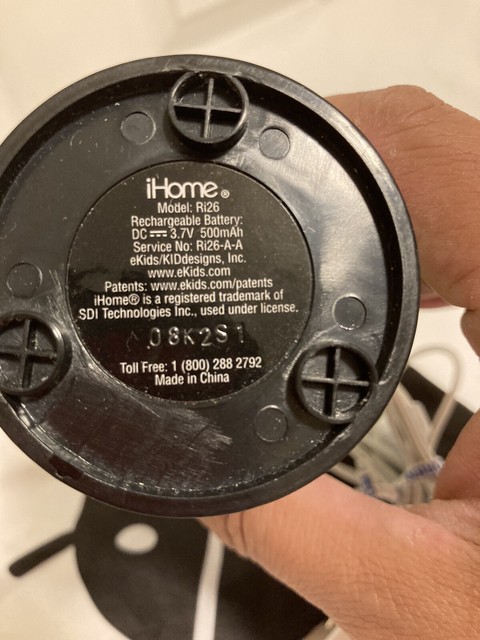 iHome®
Model: Ri26
Rechargeable Battery:
DC ⎓ 3.7V 500mAh
Service No: Ri26-A-A
eKids/KIDdesigns, Inc.
www.eKids.com
Patents: www.ekids.com/patents
iHome® is a registered trademark of
SDI Technologies Inc., used under license.
08K2S1
Toll Free: 1 (800) 288 2792
Made in China